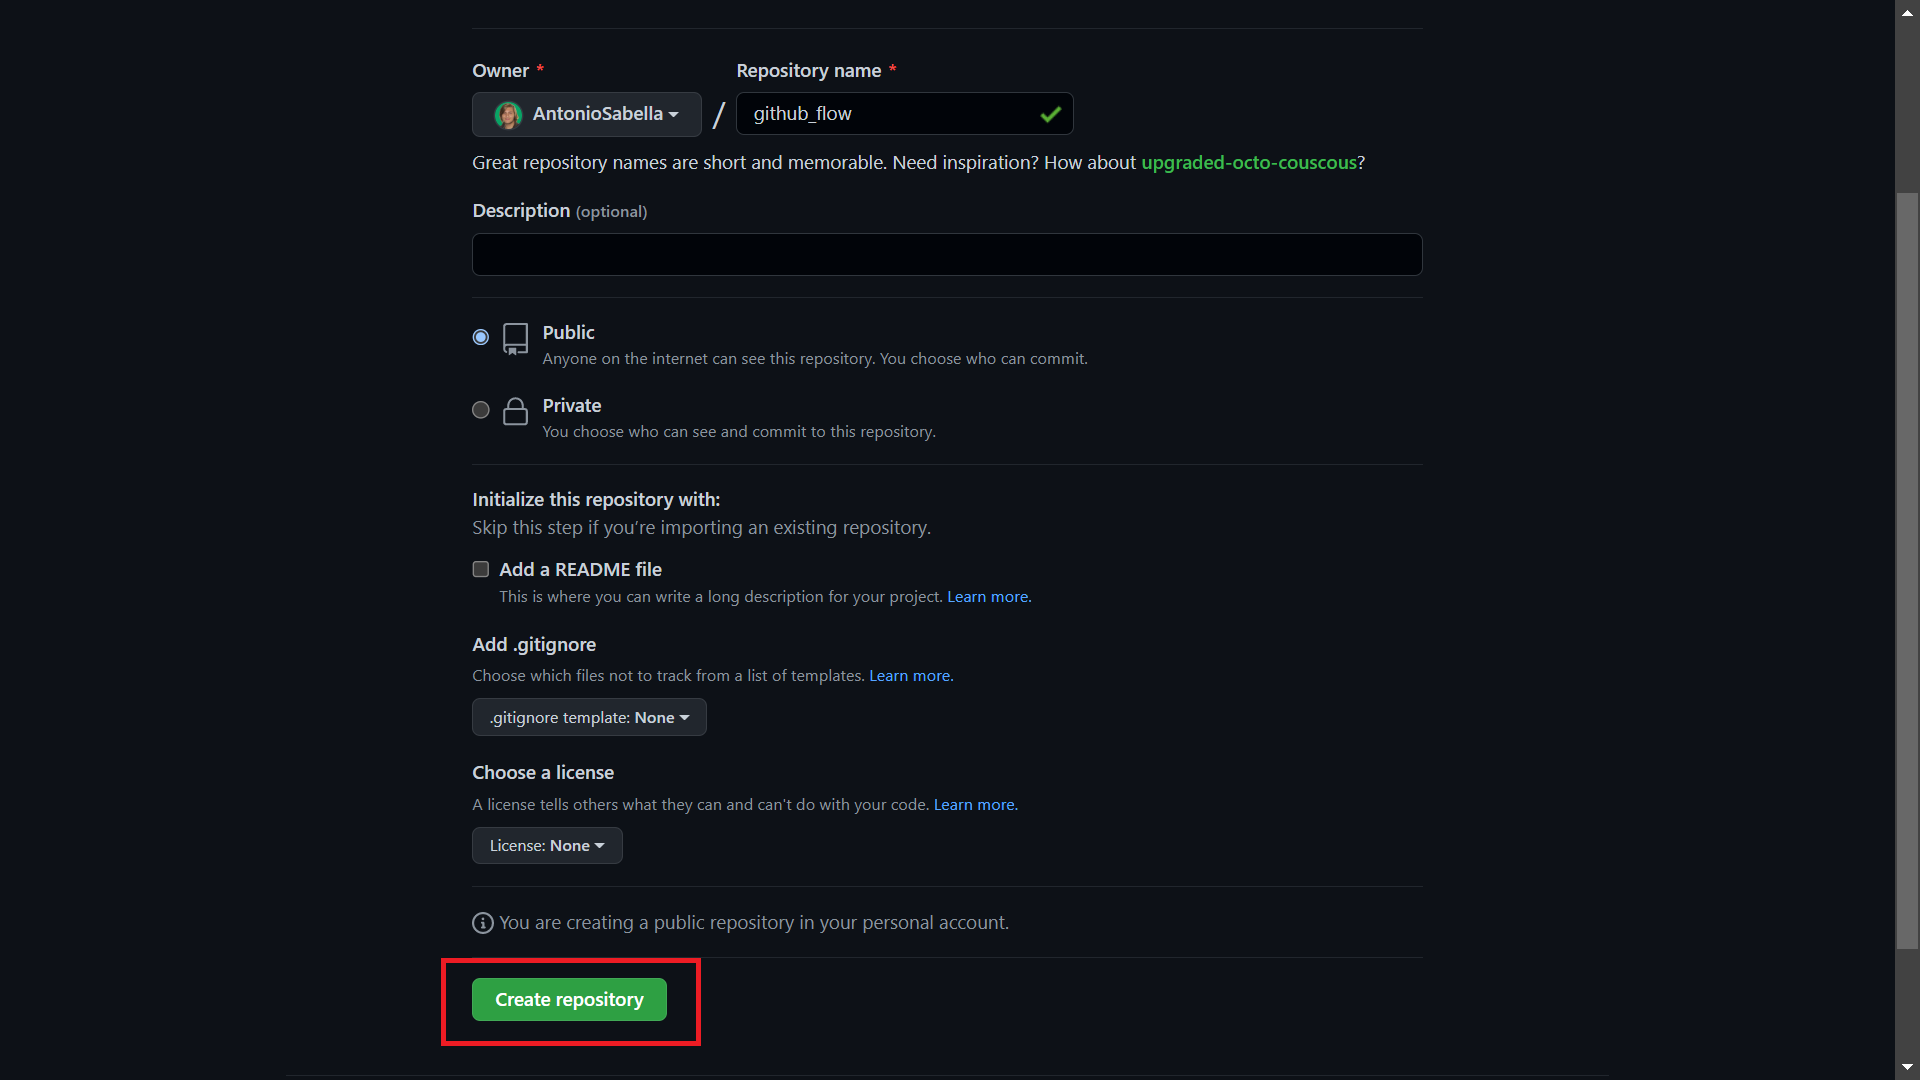 Owner *
Repository name *
AntonioSabella
/
github_flow
Great repository names are short and memorable. Need inspiration? How about upgraded-octo-couscous?
Description (optional)
Public
Anyone on the internet can see this repository. You choose who can commit.
Private
You choose who can see and commit to this repository.
Initialize this repository with:
Skip this step if you’re importing an existing repository.
Add a README file
This is where you can write a long description for your project. Learn more.
Add .gitignore
Choose which files not to track from a list of templates. Learn more.
.gitignore template: None
Choose a license
A license tells others what they can and can't do with your code. Learn more.
License: None
You are creating a public repository in your personal account.
Create repository